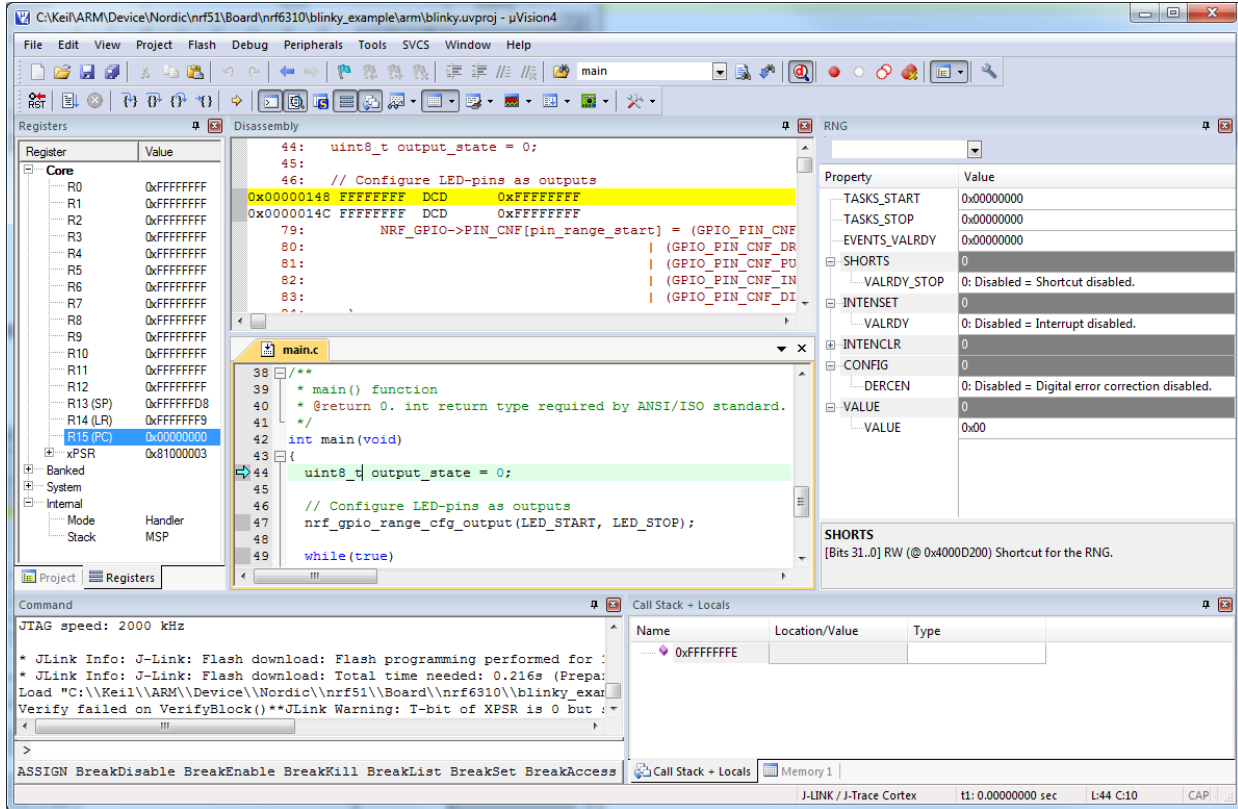 C:\Keil\ARM\Device\Nordic\nrf51\Board\nrf6310\blinky_example\arm\blinky.uvproj - µVision4
File Edit View Project Flash Debug Peripherals Tools SVCS Window Help
main
RST
Registers
Register Value
Core
R0 0xFFFFFFFF
R1 0xFFFFFFFF
R2 0xFFFFFFFF
R3 0xFFFFFFFF
R4 0xFFFFFFFF
R5 0xFFFFFFFF
R6 0xFFFFFFFF
R7 0xFFFFFFFF
R8 0xFFFFFFFF
R9 0xFFFFFFFF
R10 0xFFFFFFFF
R11 0xFFFFFFFF
R12 0xFFFFFFFF
R13 (SP) 0xFFFFFFD8
R14 (LR) 0xFFFFFFF9
R15 (PC) 0x00000000
xPSR 0x81000003
Banked
System
Internal
Mode Handler
Stack MSP
Project Registers
Disassembly
44: uint8_t output_state = 0;
45:
46: // Configure LED-pins as outputs
0x00000148 FFFFFFFF DCD 0xFFFFFFFF
0x0000014C FFFFFFFF DCD 0xFFFFFFFF
79: NRF_GPIO->PIN_CNF[pin_range_start] = (GPIO_PIN_CNF
80: | (GPIO_PIN_CNF_DR
81: | (GPIO_PIN_CNF_PU
82: | (GPIO_PIN_CNF_IN
83: | (GPIO_PIN_CNF_DI
main.c
38 /**
39 * main() function
40 * @return 0. int return type required by ANSI/ISO standard.
41 */
42 int main(void)
43 {
44 uint8_t output_state = 0;
45
46 // Configure LED-pins as outputs
47 nrf_gpio_range_cfg_output(LED_START, LED_STOP);
48
49 while(true)
RNG
Property Value
TASKS_START 0x00000000
TASKS_STOP 0x00000000
EVENTS_VALRDY 0x00000000
SHORTS 0
VALRDY_STOP 0: Disabled = Shortcut disabled.
INTENSET 0
VALRDY 0: Disabled = Interrupt disabled.
INTENCLR 0
CONFIG 0
DERCEN 0: Disabled = Digital error correction disabled.
VALUE 0
VALUE 0x00
SHORTS
[Bits 31..0] RW (@ 0x4000D200) Shortcut for the RNG.
Command
JTAG speed: 2000 kHz
* JLink Info: J-Link: Flash download: Flash programming performed for
* JLink Info: J-Link: Flash download: Total time needed: 0.216s (Prepa
Load "C:\\Keil\\ARM\\Device\\Nordic\\nrf51\\Board\\nrf6310\\blinky_exam
Verify failed on VerifyBlock()**JLink Warning: T-bit of XPSR is 0 but
>
ASSIGN BreakDisable BreakEnable BreakKill BreakList BreakSet BreakAccess
Call Stack + Locals
Name Location/Value Type
0xFFFFFFFE
Call Stack + Locals Memory 1
J-LINK / J-Trace Cortex t1: 0.00000000 sec L:44 C:10 CAP